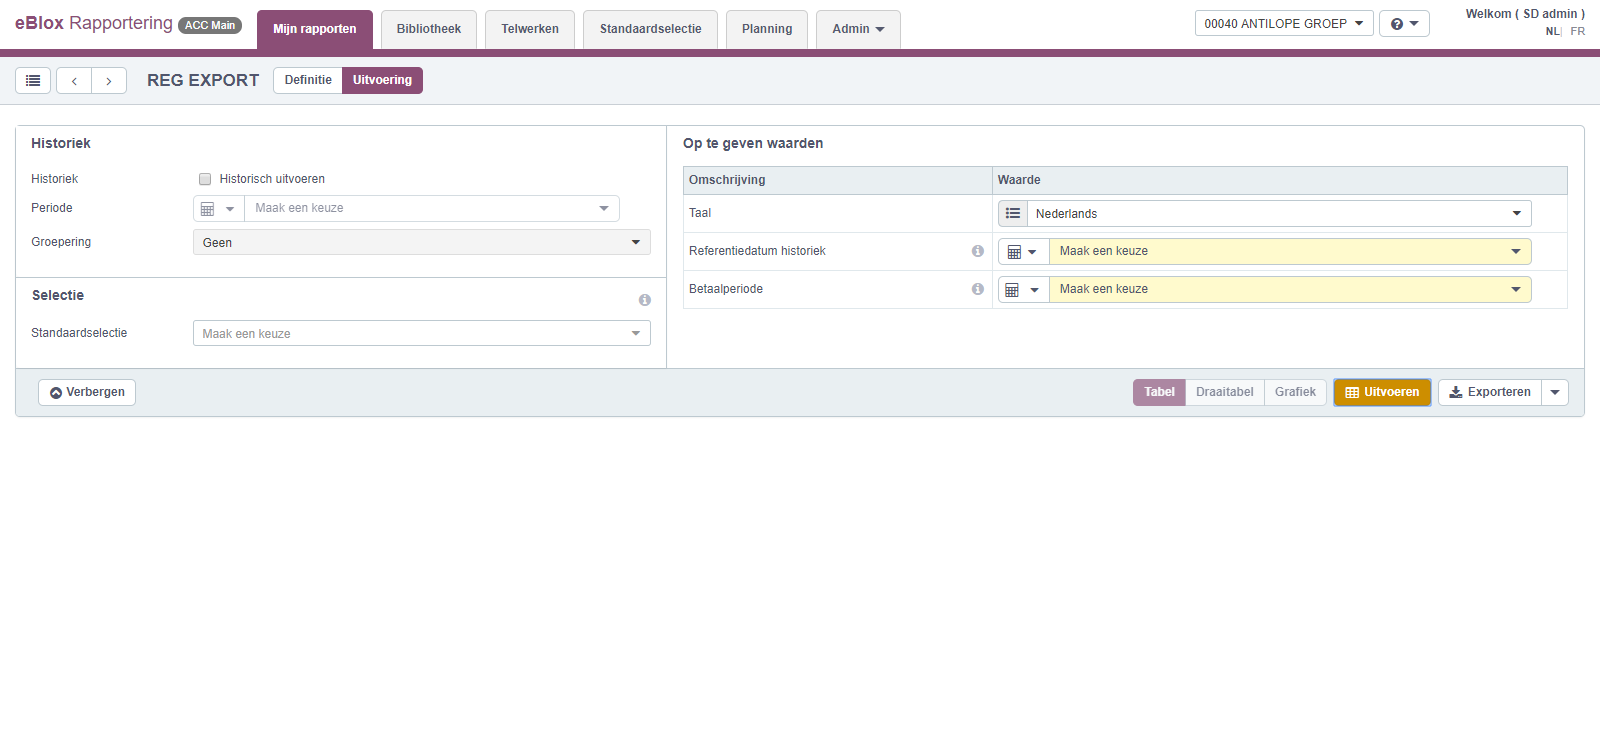 eBlox Rapportering ACC Main
Mijn rapporten
Bibliotheek
Telwerken
Standaardselectie
Planning
Admin
00040 ANTILOPE GROEP
Welkom ( SD admin )
NL| FR
REG EXPORT
Definitie
Uitvoering
Historiek
Historiek
Historisch uitvoeren
Periode
Maak een keuze
Groepering
Geen
Selectie
Standaardselectie
Maak een keuze
Op te geven waarden
Omschrijving
Waarde
Taal
Nederlands
Referentiedatum historiek
Maak een keuze
Betaalperiode
Maak een keuze
Verbergen
Tabel
Draaitabel
Grafiek
Uitvoeren
Exporteren